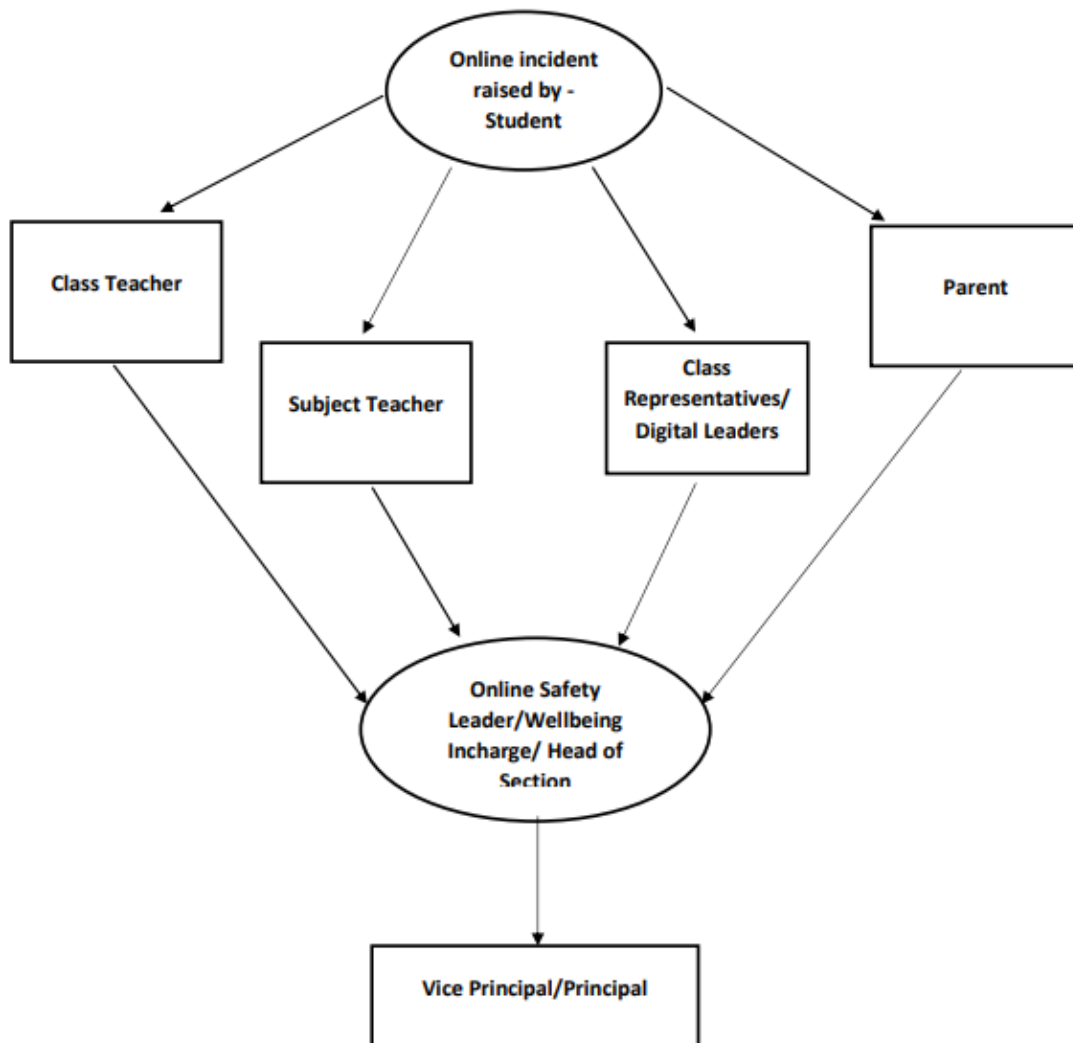 Online incident
raised by -
Student
Class Teacher
Parent
Subject Teacher
Class
Representatives/
Digital Leaders
Online Safety
Leader/Wellbeing
Incharge/ Head of
Section
Vice Principal/Principal